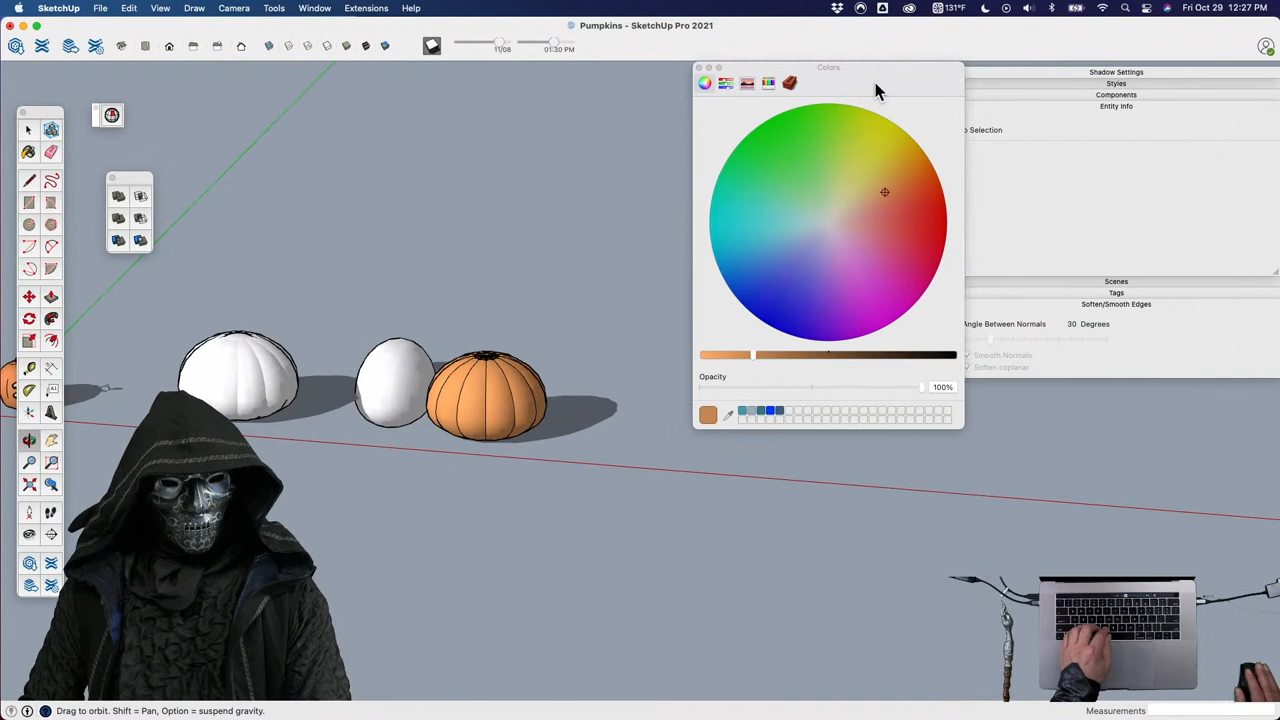 SketchUp File Edit View Draw Camera Tools Window Extensions Help
131°F
Fri Oct 29 12:27 PM
Pumpkins - SketchUp Pro 2021
11/08
01:30 PM
Colors
Shadow Settings
Styles
Components
Entity Info
Selection
Scenes
Tags
Soften/Smooth Edges
Angle Between Normals 30 Degrees
Smooth Normals
Soften coplanar
Opacity
100%
Drag to orbit. Shift = Pan, Option = suspend gravity.
Measurements